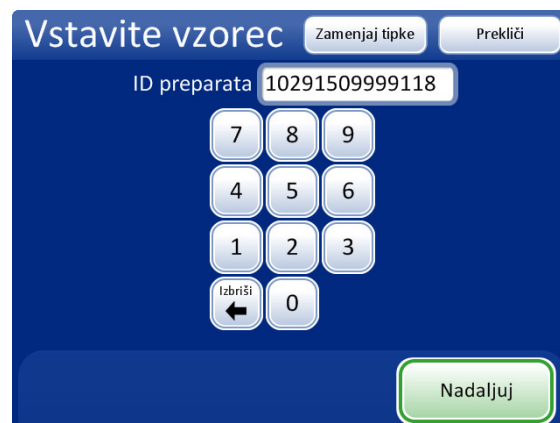 Vstavite vzorec Zamenjaj tipke Prekliči
ID preparata 10291509999118
7 8 9
4 5 6
1 2 3
Izbriši
0
Nadaljuj